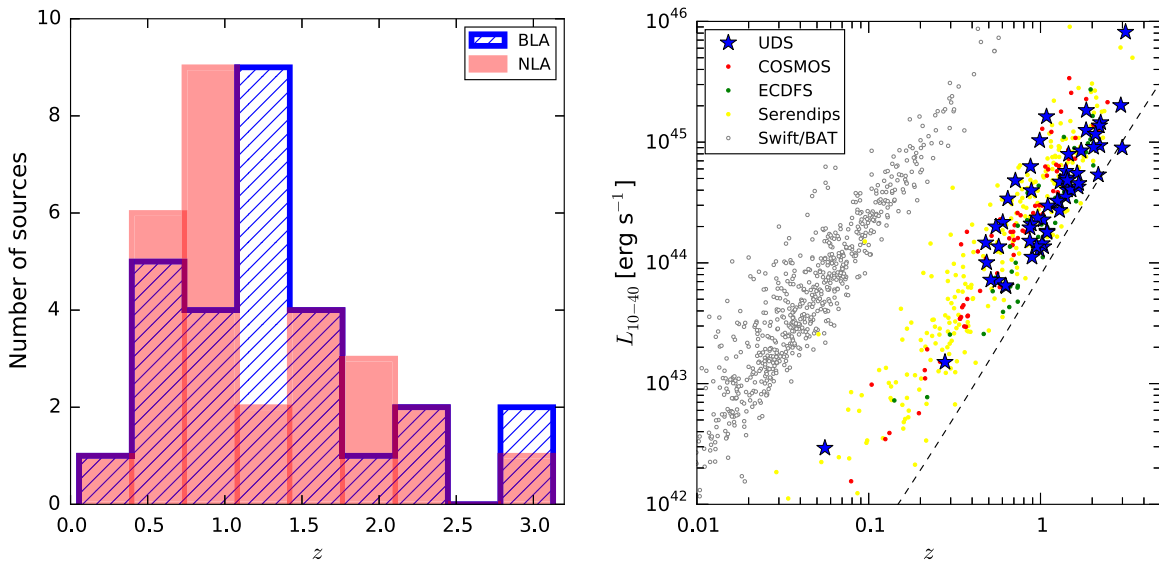 10
8
6
4
2
0
Number of sources
0.0 0.5 1.0 1.5 2.0 2.5 3.0
z
BLA
NLA
10^46
10^45
10^44
10^43
10^42
L_{10−40} [erg s^{−1}]
0.01 0.1 1
z
UDS
COSMOS
ECDFS
Serendips
Swift/BAT